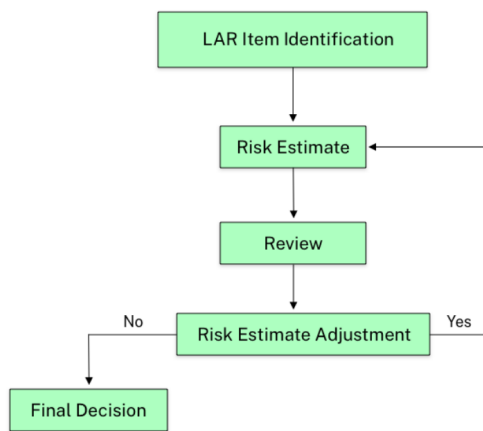 LAR Item Identification
Risk Estimate
Review
No
Risk Estimate Adjustment
Yes
Final Decision